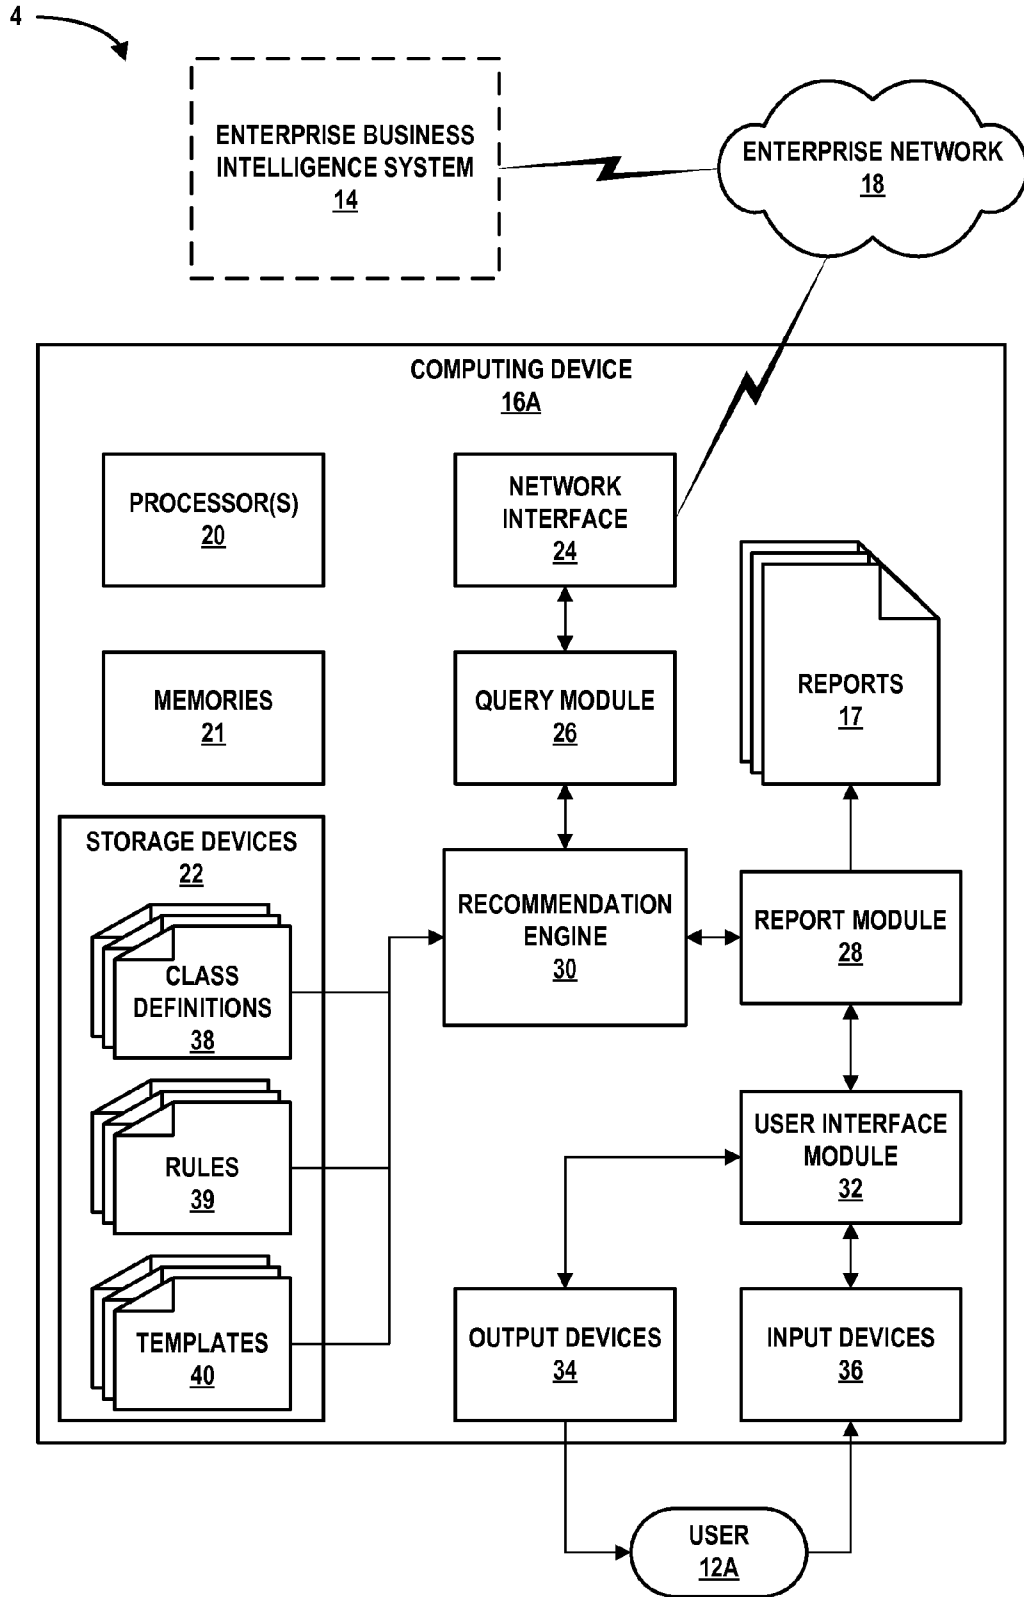 4
ENTERPRISE BUSINESS
INTELLIGENCE SYSTEM
14
ENTERPRISE NETWORK
18
COMPUTING DEVICE
16A
PROCESSOR(S)
20
NETWORK
INTERFACE
24
MEMORIES
21
QUERY MODULE
26
REPORTS
17
STORAGE DEVICES
22
CLASS
DEFINITIONS
38
RECOMMENDATION
ENGINE
30
REPORT MODULE
28
RULES
39
USER INTERFACE
MODULE
32
TEMPLATES
40
OUTPUT DEVICES
34
INPUT DEVICES
36
USER
12A